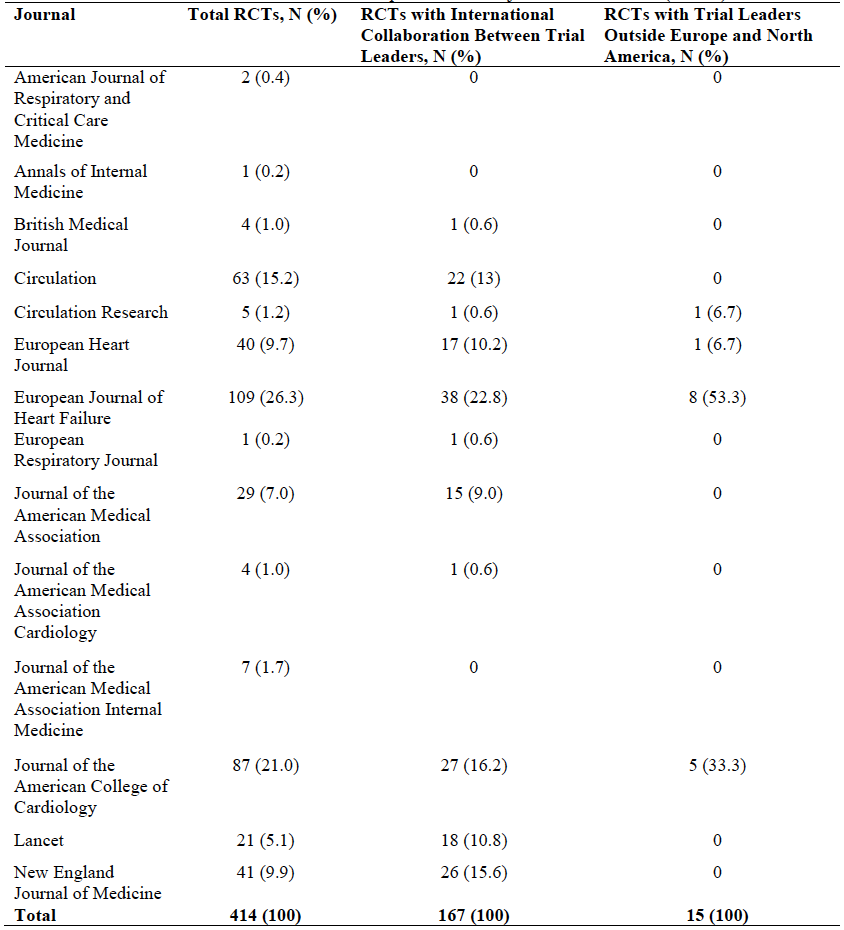 Journal Total RCTs, N (%) RCTs with International RCTs with Trial Leaders
Collaboration Between Trial Outside Europe and North
Leaders, N (%) America, N (%)
American Journal of 2 (0.4) 0 0
Respiratory and
Critical Care
Medicine
Annals of Internal 1 (0.2) 0 0
Medicine
British Medical 4 (1.0) 1 (0.6) 0
Journal
Circulation 63 (15.2) 22 (13) 0
Circulation Research 5 (1.2) 1 (0.6) 1 (6.7)
European Heart 40 (9.7) 17 (10.2) 1 (6.7)
Journal
European Journal of 109 (26.3) 38 (22.8) 8 (53.3)
Heart Failure
European 1 (0.2) 1 (0.6) 0
Respiratory Journal
Journal of the 29 (7.0) 15 (9.0) 0
American Medical
Association
Journal of the 4 (1.0) 1 (0.6) 0
American Medical
Association
Cardiology
Journal of the 7 (1.7) 0 0
American Medical
Association Internal
Medicine
Journal of the 87 (21.0) 27 (16.2) 5 (33.3)
American College of
Cardiology
Lancet 21 (5.1) 18 (10.8) 0
New England 41 (9.9) 26 (15.6) 0
Journal of Medicine
Total 414 (100) 167 (100) 15 (100)